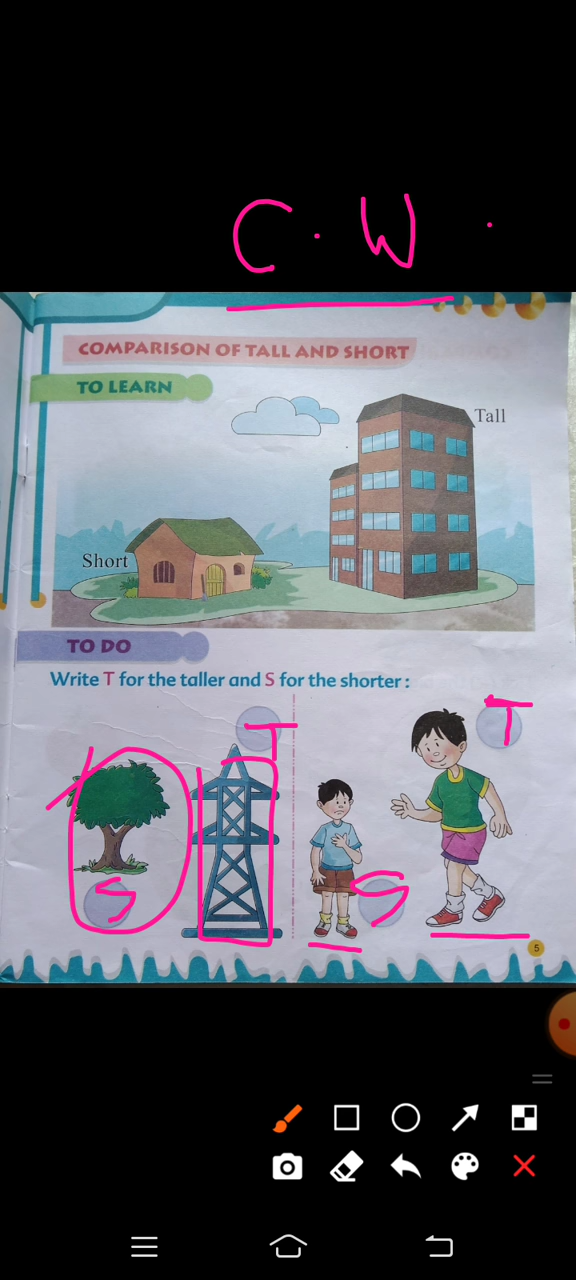 C. W.
COMPARISON OF TALL AND SHORT
TO LEARN
Tall
Short
TO DO
Write T for the taller and S for the shorter :
T
T
S
S
5